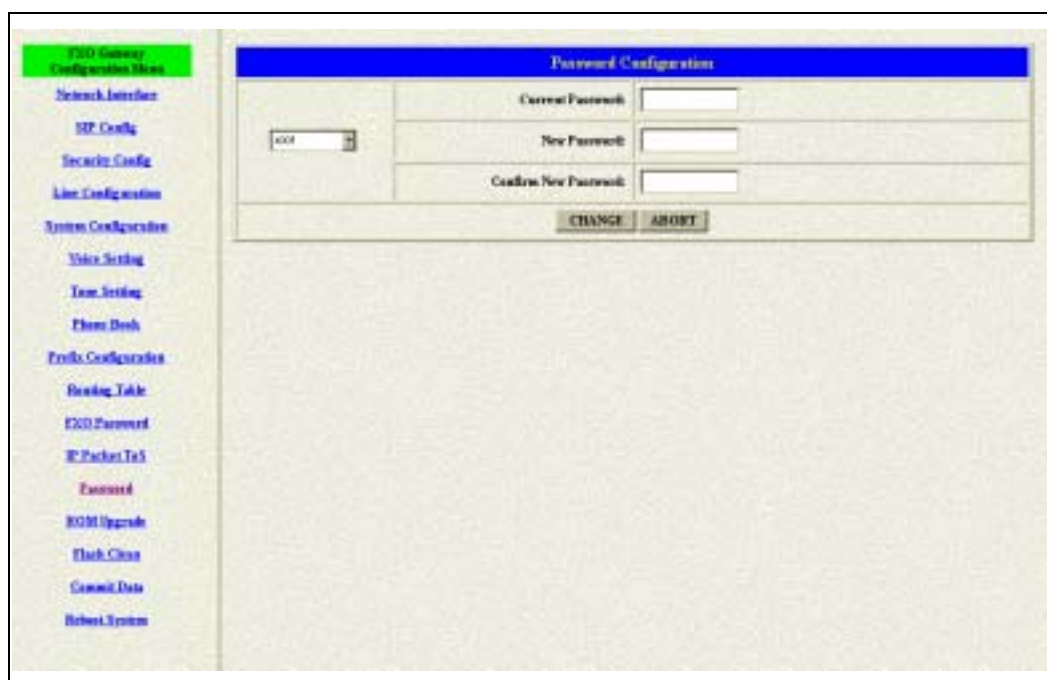 FXO Gateway
Configuration Menu
Network Interface
SIP Config
Security Config
Line Configuration
System Configuration
Voice Setting
Tone Setting
Phone Book
Prefix Configuration
Routing Table
FXO Password
IP Packet ToS
Password
ROM Upgrade
Flash Clean
Commit Data
Reboot System
Password Configuration
root
Current Password:
New Password:
Confirm New Password:
CHANGE ABORT